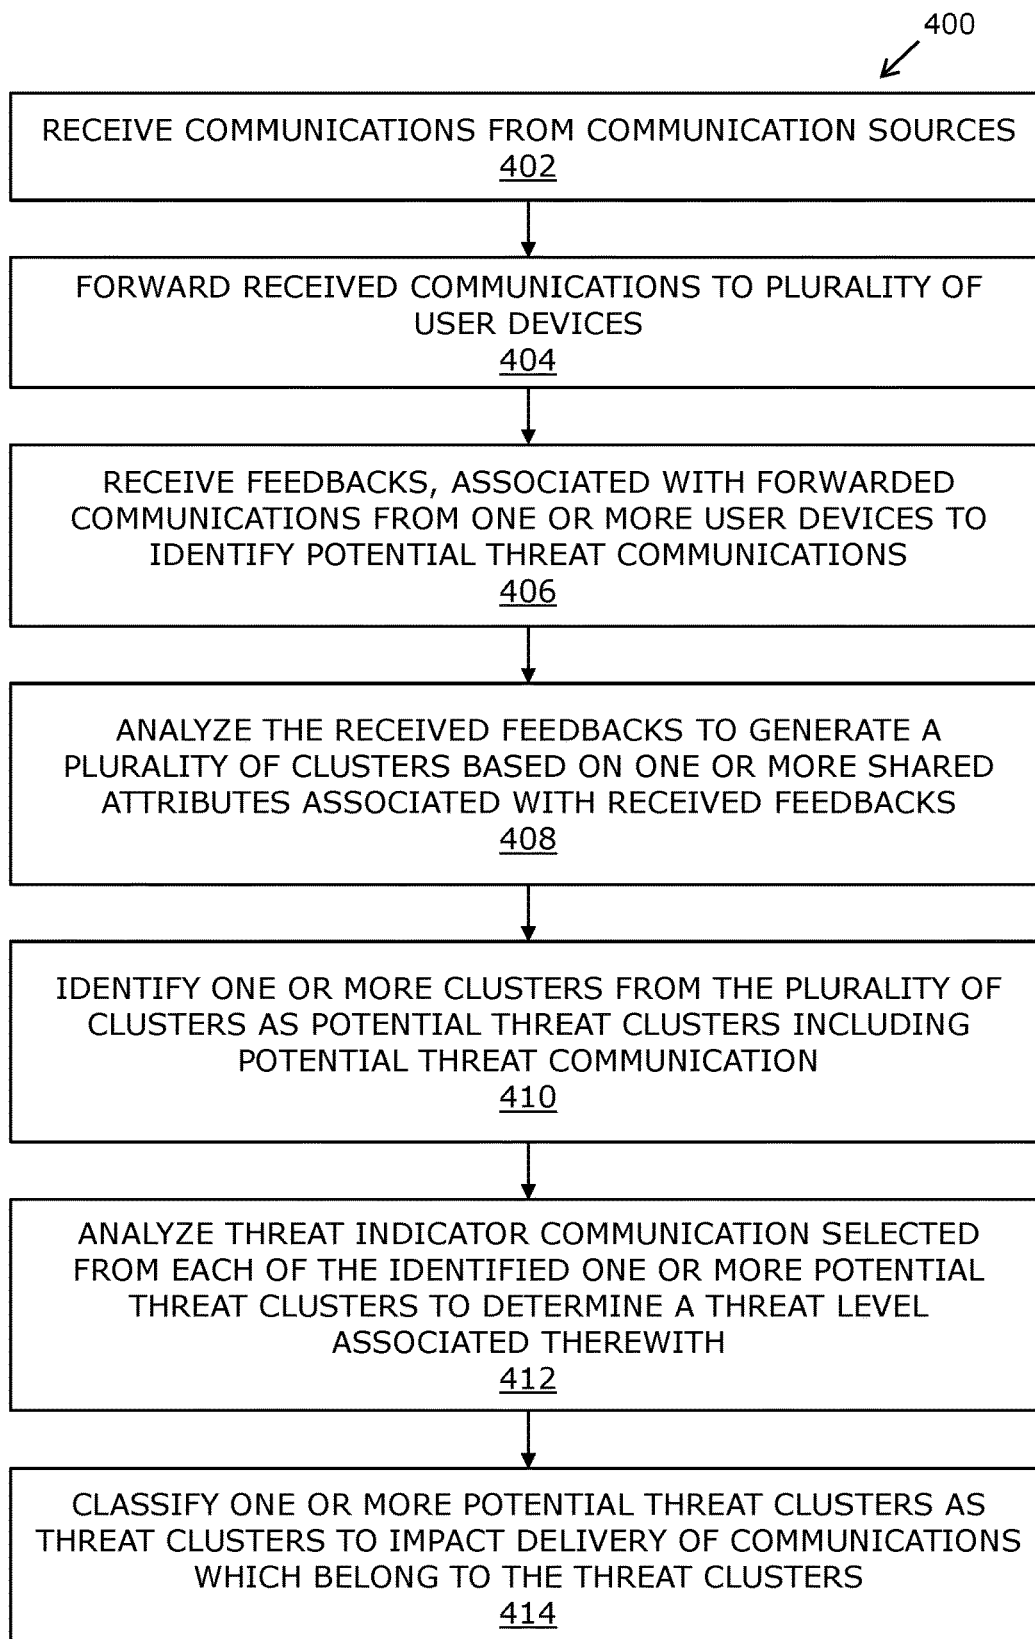 400
RECEIVE COMMUNICATIONS FROM COMMUNICATION SOURCES
402
FORWARD RECEIVED COMMUNICATIONS TO PLURALITY OF
USER DEVICES
404
RECEIVE FEEDBACKS, ASSOCIATED WITH FORWARDED
COMMUNICATIONS FROM ONE OR MORE USER DEVICES TO
IDENTIFY POTENTIAL THREAT COMMUNICATIONS
406
ANALYZE THE RECEIVED FEEDBACKS TO GENERATE A
PLURALITY OF CLUSTERS BASED ON ONE OR MORE SHARED
ATTRIBUTES ASSOCIATED WITH RECEIVED FEEDBACKS
408
IDENTIFY ONE OR MORE CLUSTERS FROM THE PLURALITY OF
CLUSTERS AS POTENTIAL THREAT CLUSTERS INCLUDING
POTENTIAL THREAT COMMUNICATION
410
ANALYZE THREAT INDICATOR COMMUNICATION SELECTED
FROM EACH OF THE IDENTIFIED ONE OR MORE POTENTIAL
THREAT CLUSTERS TO DETERMINE A THREAT LEVEL
ASSOCIATED THEREWITH
412
CLASSIFY ONE OR MORE POTENTIAL THREAT CLUSTERS AS
THREAT CLUSTERS TO IMPACT DELIVERY OF COMMUNICATIONS
WHICH BELONG TO THE THREAT CLUSTERS
414